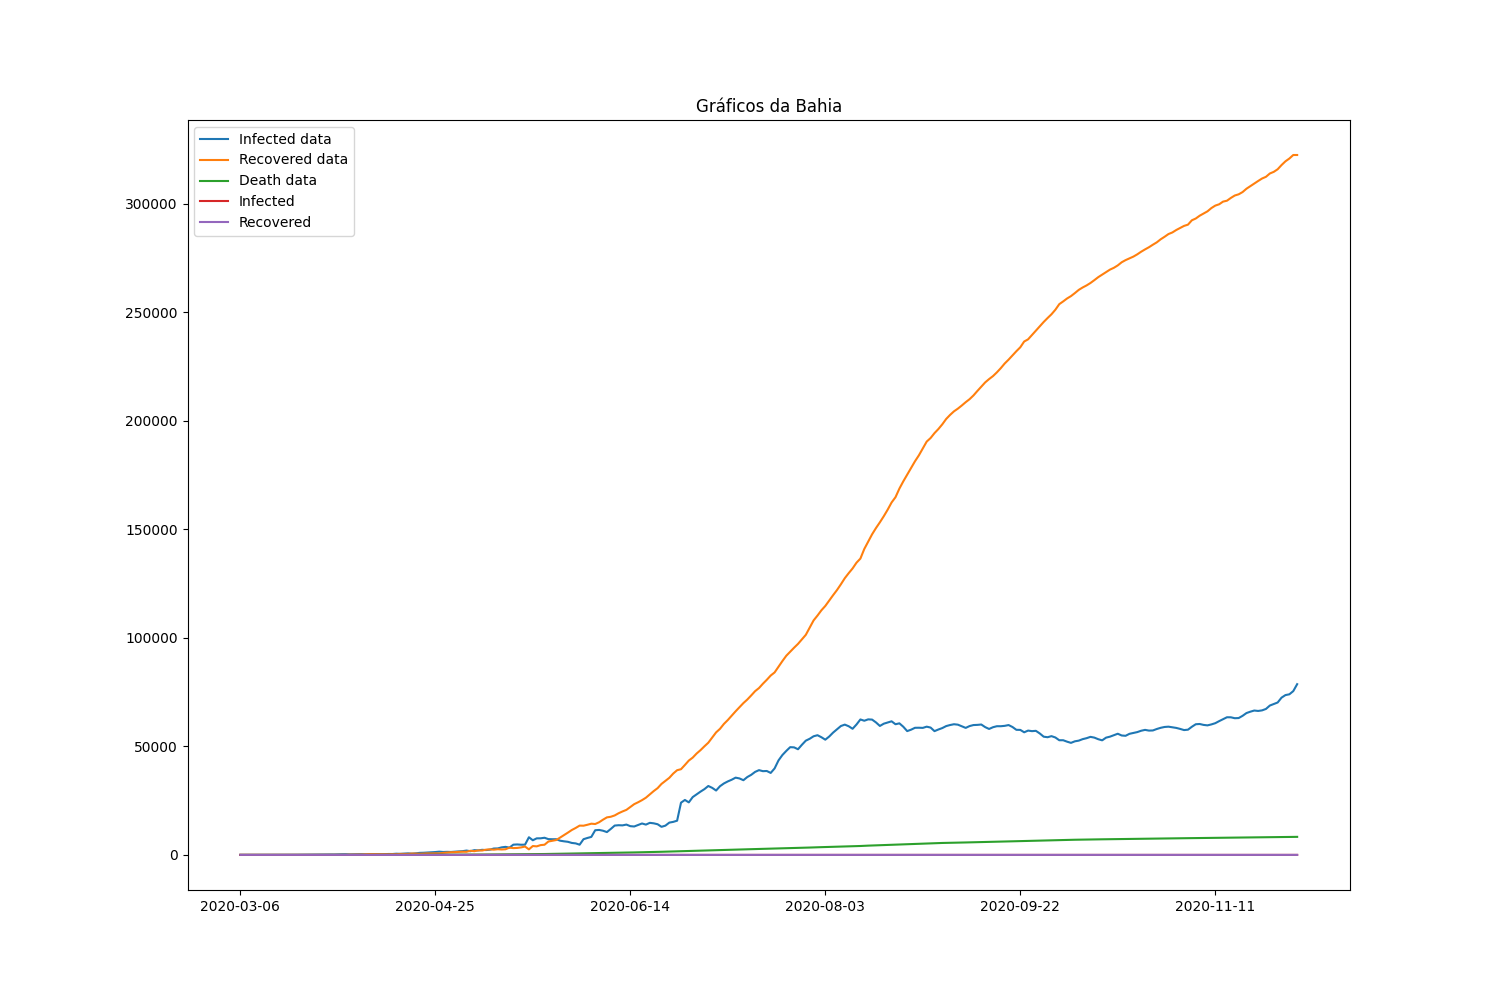 Gráficos da Bahia
Infected data
Recovered data
Death data
Infected
Recovered
300000
250000
200000
150000
100000
50000
0
2020-03-06
2020-04-25
2020-06-14
2020-08-03
2020-09-22
2020-11-11